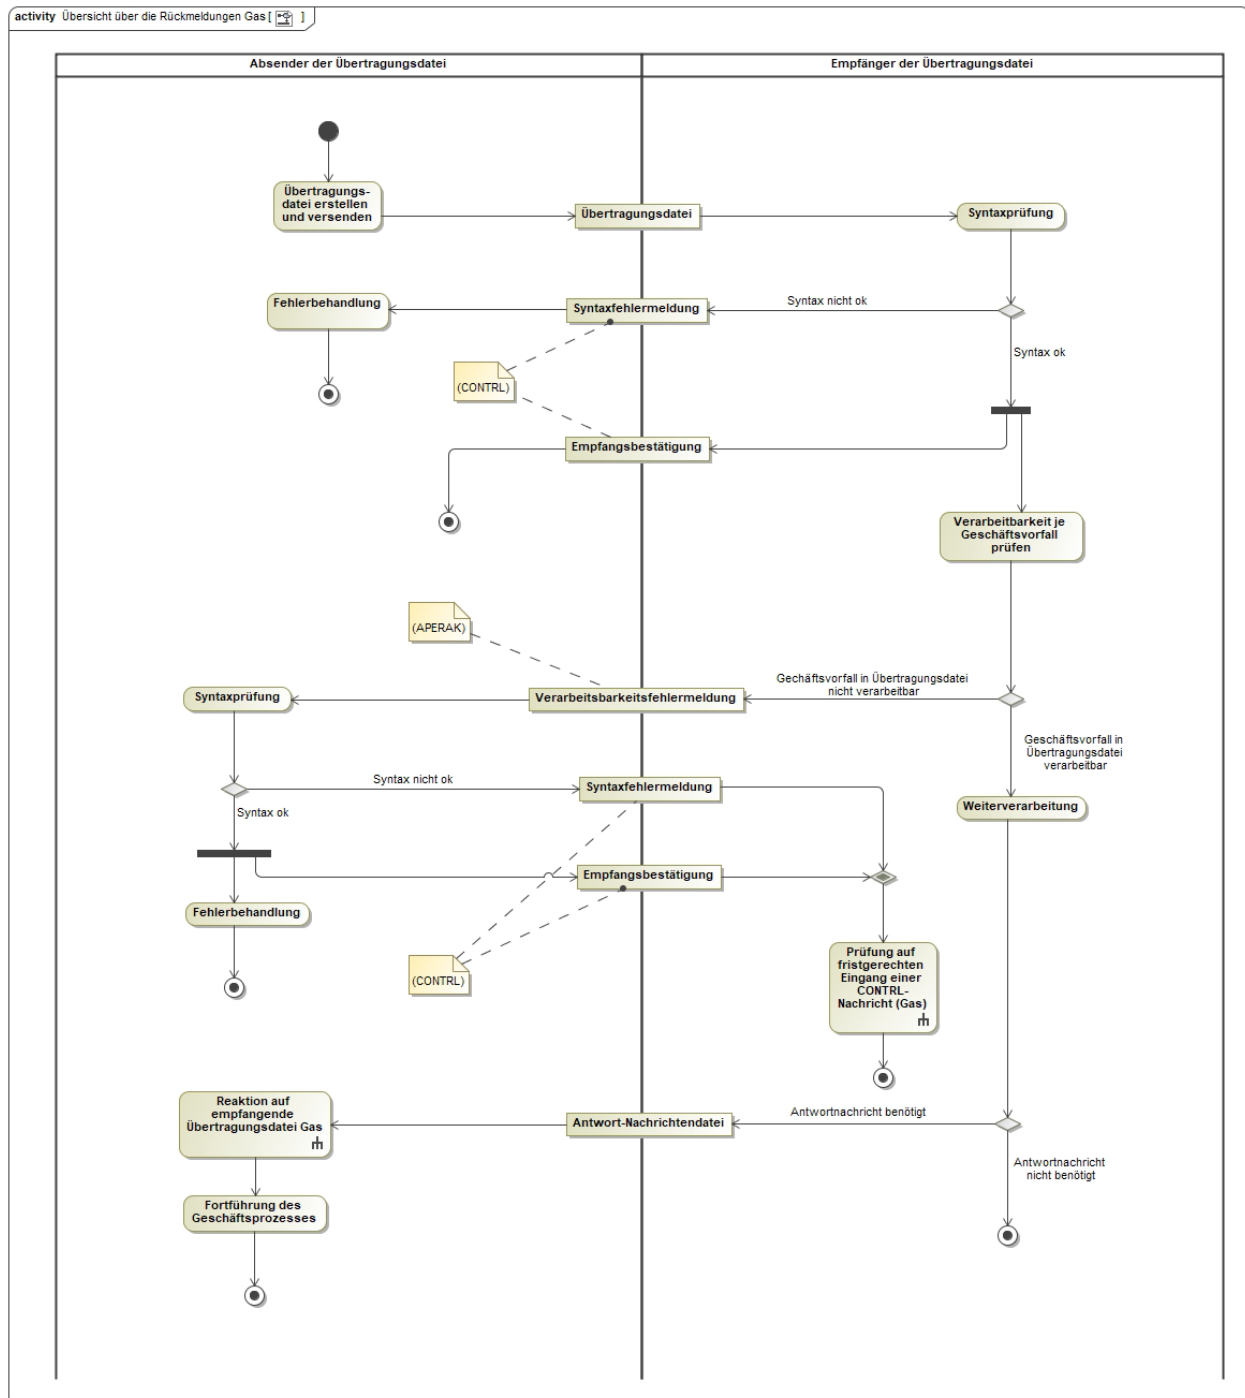 activity Übersicht über die Rückmeldungen Gas [ ]
Absender der Übertragungsdatei
Empfänger der Übertragungsdatei
Übertragungs-
datei erstellen
und versenden
Übertragungsdatei
Syntaxprüfung
Fehlerbehandlung
Syntaxfehlermeldung
Syntax nicht ok
Syntax ok
(CONTRL)
Empfangsbestätigung
Verarbeitbarkeit je
Geschäftsvorfall
prüfen
(APERAK)
Syntaxprüfung
Verarbeitsbarkeitsfehlermeldung
Gechäftsvorfall in Übertragungsdatei
nicht verarbeitbar
Geschäftsvorfall in
Übertragungsdatei
verarbeitbar
Syntax nicht ok
Syntaxfehlermeldung
Weiterverarbeitung
Syntax ok
Empfangsbestätigung
Fehlerbehandlung
(CONTRL)
Prüfung auf
fristgerechten
Eingang einer
CONTRL-
Nachricht (Gas)
Reaktion auf
empfangende
Übertragungsdatei Gas
Antwort-Nachrichtendatei
Antwortnachricht benötigt
Antwortnachricht
nicht benötigt
Fortführung des
Geschäftsprozesses